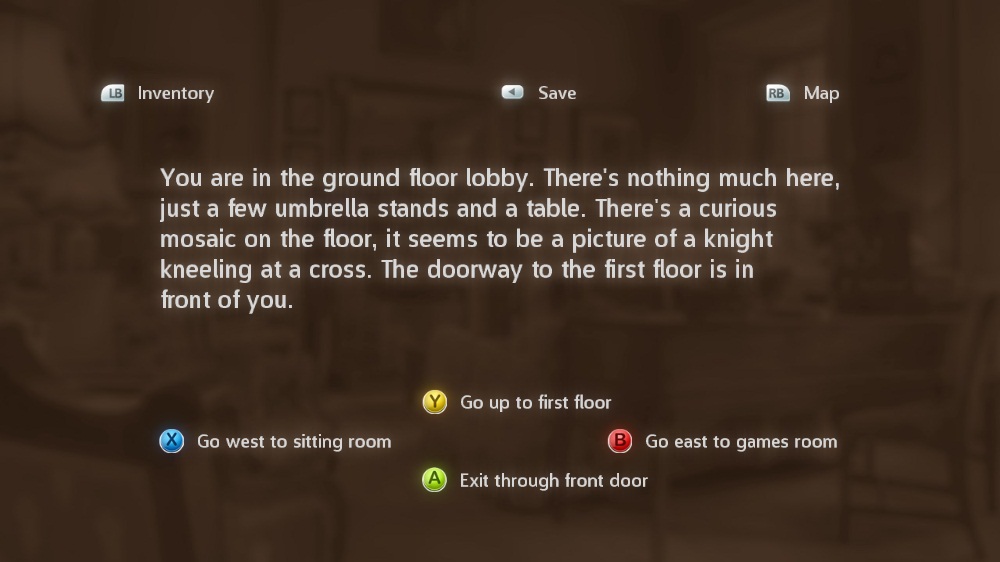 LB Inventory
Save
RB Map
You are in the ground floor lobby. There's nothing much here,
just a few umbrella stands and a table. There's a curious
mosaic on the floor, it seems to be a picture of a knight
kneeling at a cross. The doorway to the first floor is in
front of you.
Y Go up to first floor
X Go west to sitting room
B Go east to games room
A Exit through front door